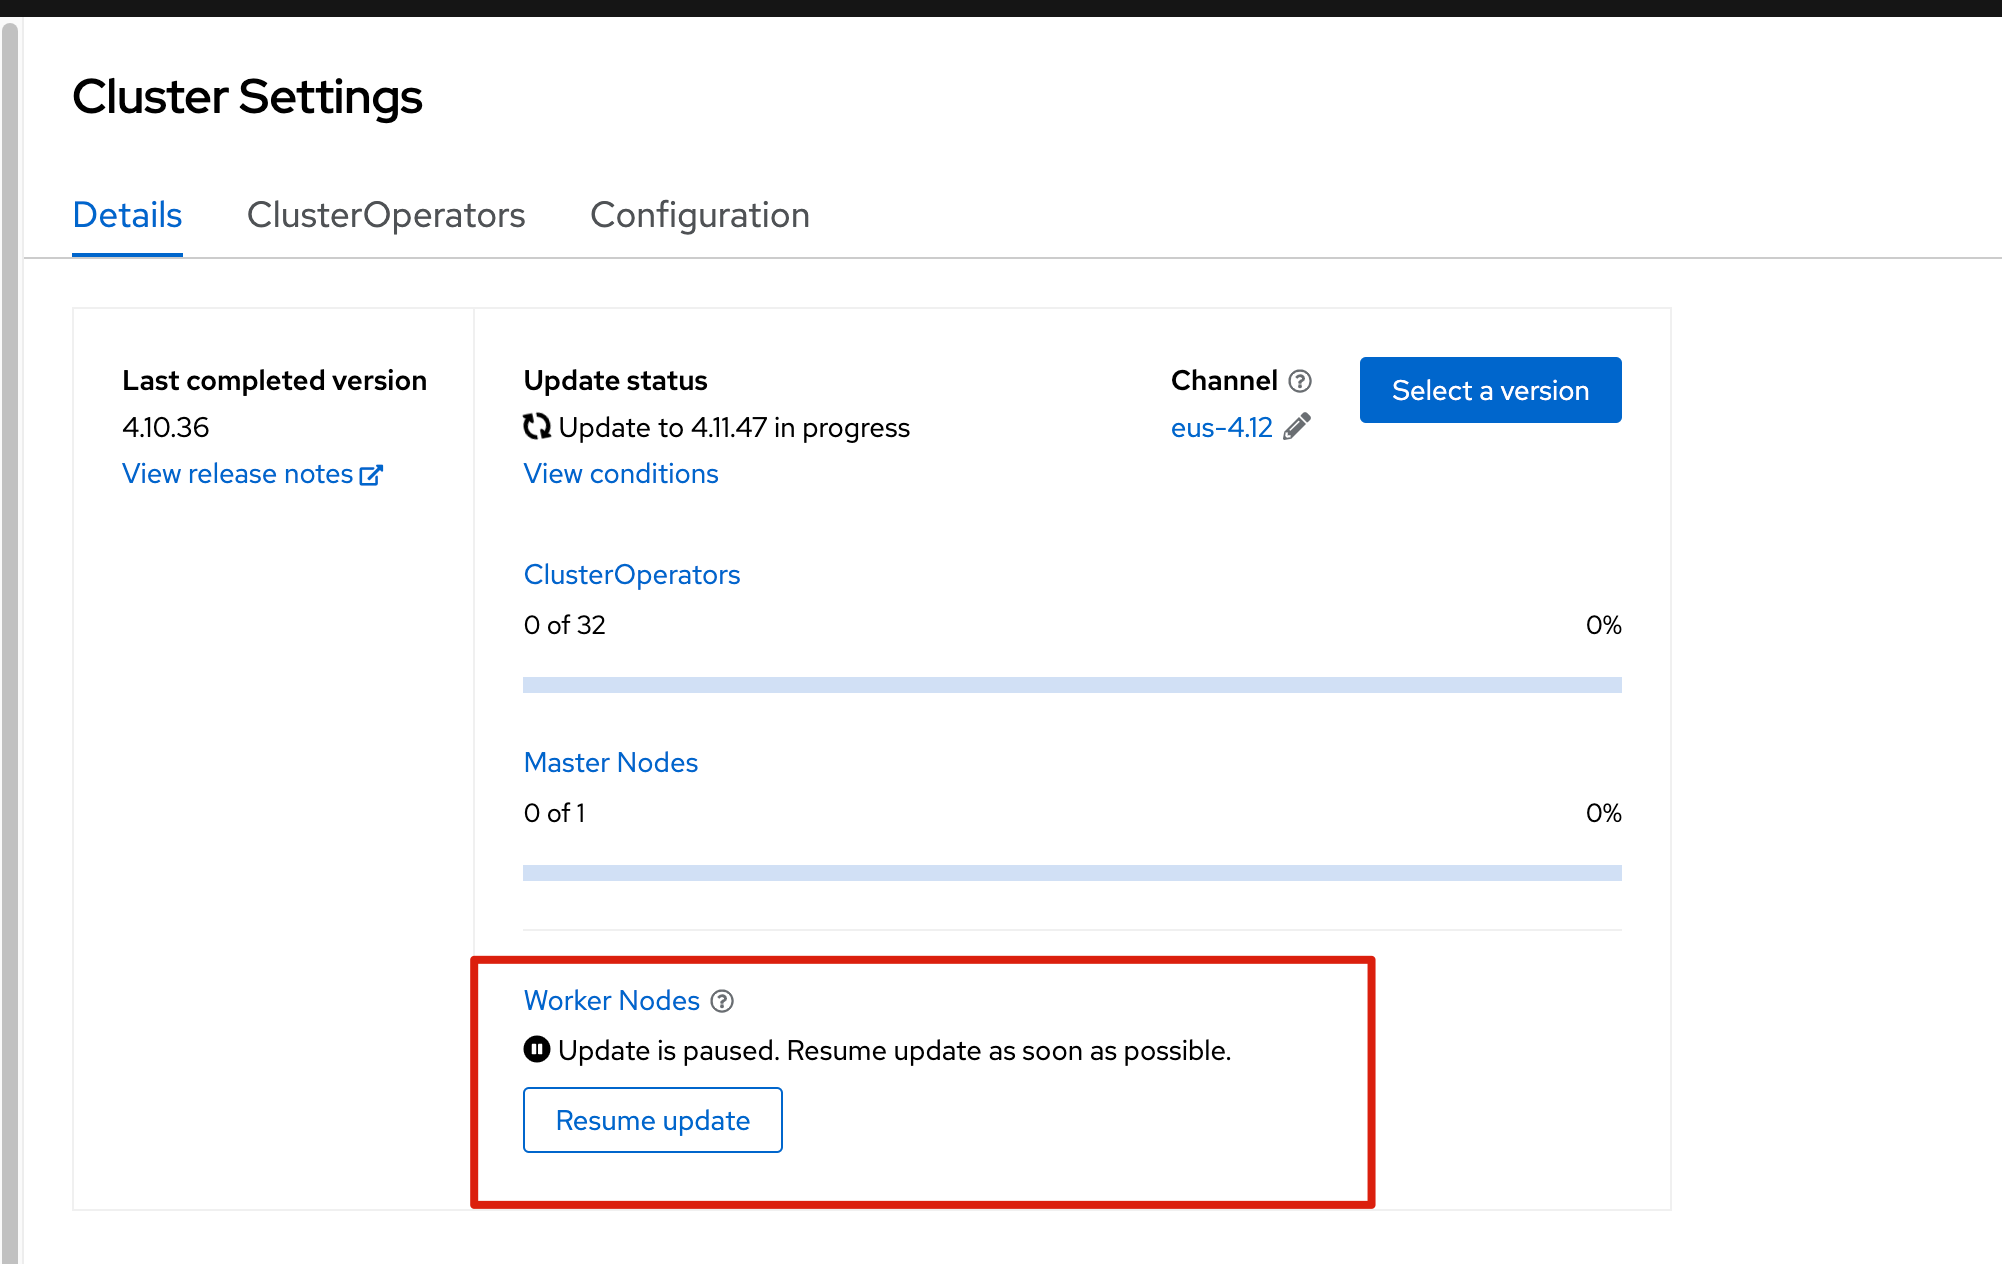 Cluster Settings
Details ClusterOperators Configuration
Last completed version
4.10.36
View release notes
Update status
Update to 4.11.47 in progress
View conditions
Channel
eus-4.12
Select a version
ClusterOperators
0 of 32 0%
Master Nodes
0 of 1 0%
Worker Nodes
Update is paused. Resume update as soon as possible.
Resume update